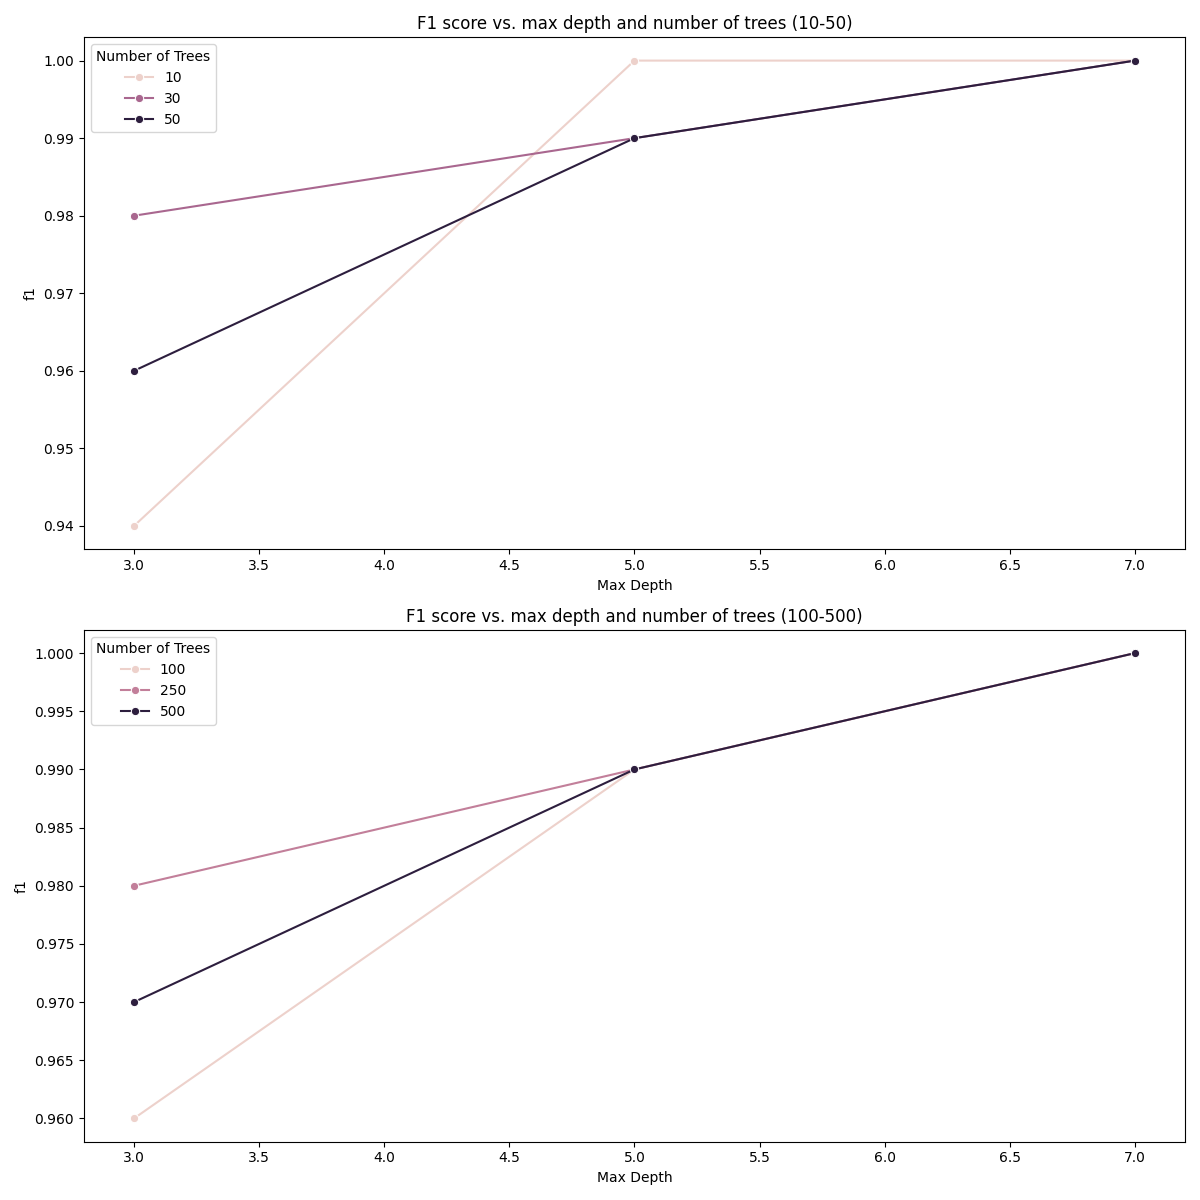 F1 score vs. max depth and number of trees (10-50)
Number of Trees
10
30
50
1.00
0.99
0.98
0.97
0.96
0.95
0.94
f1
3.0 3.5 4.0 4.5 5.0 5.5 6.0 6.5 7.0
Max Depth
F1 score vs. max depth and number of trees (100-500)
Number of Trees
100
250
500
1.000
0.995
0.990
0.985
0.980
0.975
0.970
0.965
0.960
f1
3.0 3.5 4.0 4.5 5.0 5.5 6.0 6.5 7.0
Max Depth